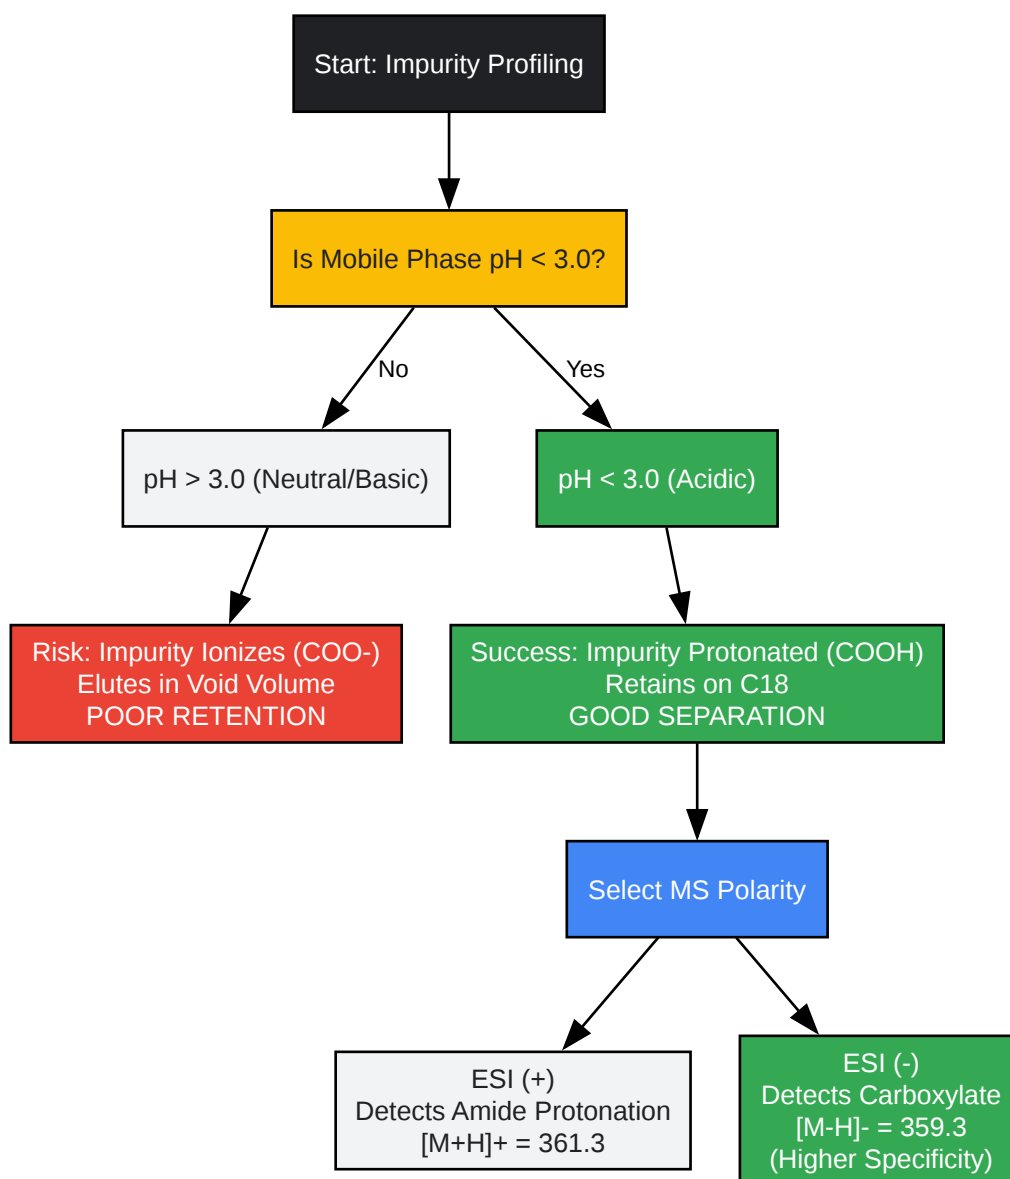 Start: Impurity Profiling
Is Mobile Phase pH < 3.0?
No
Yes
pH > 3.0 (Neutral/Basic)
pH < 3.0 (Acidic)
Risk: Impurity Ionizes (COO-)
Elutes in Void Volume
POOR RETENTION
Success: Impurity Protonated (COOH)
Retains on C18
GOOD SEPARATION
Select MS Polarity
ESI (+)
Detects Amide Protonation
[M+H]+ = 361.3
ESI (-)
Detects Carboxylate
[M-H]- = 359.3
(Higher Specificity)